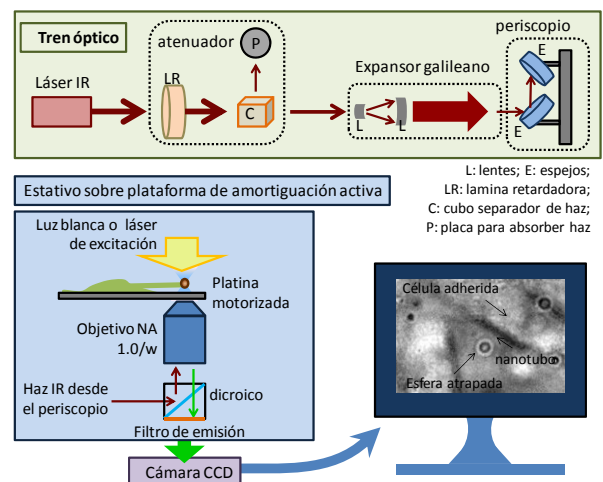 Tren óptico
atenuador
P
Láser IR
LR
C
Expansor galileano
L
L
periscopio
E
E
L: lentes; E: espejos;
LR: lamina retardadora;
C: cubo separador de haz;
P: placa para absorber haz
Estativo sobre plataforma de amortiguación activa
Luz blanca o láser
de excitación
Platina
motorizada
Objetivo NA
1.0/w
Haz IR desde
el periscopio
dicroico
Filtro de emisión
Cámara CCD
Célula adherida
nanotubo
Esfera atrapada